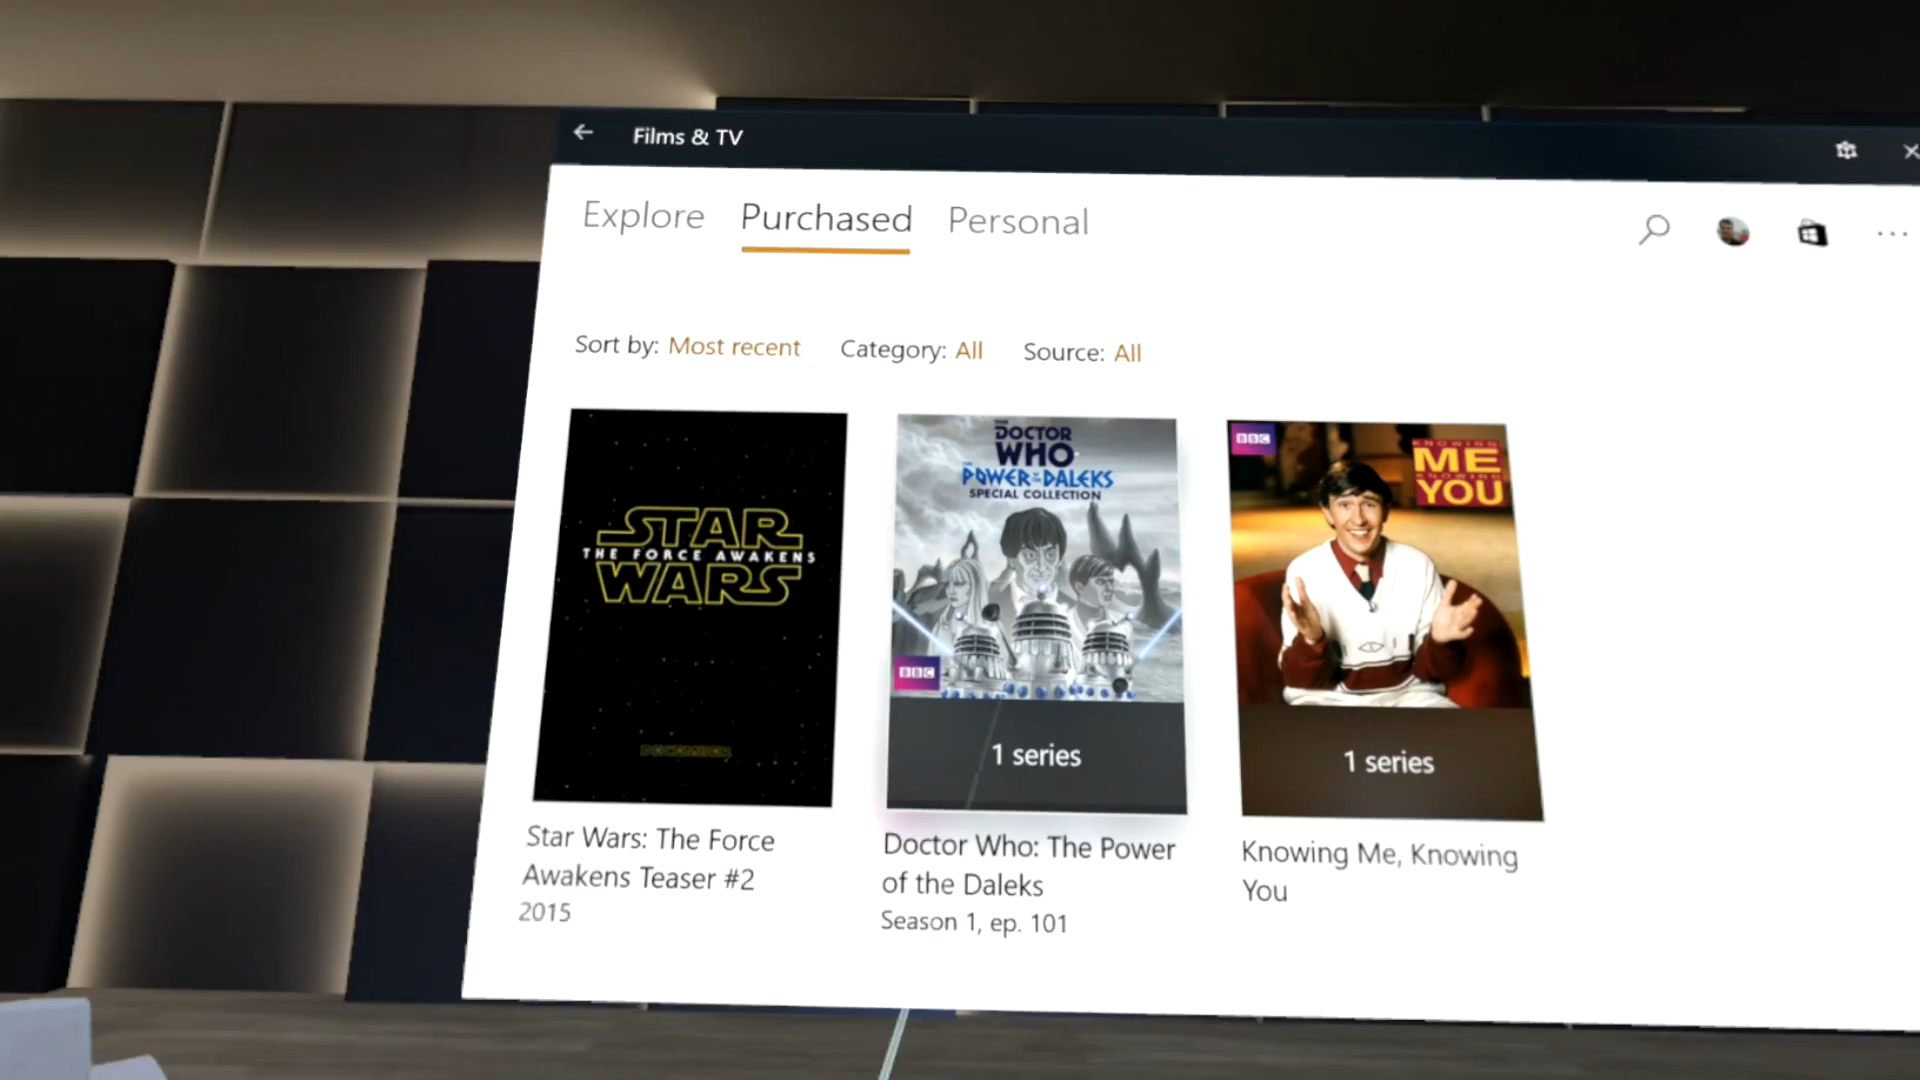 Films & TV
Explore Purchased Personal
Sort by: Most recent Category: All Source: All
STAR
THE FORCE AWAKENS
WARS
DECEMBER
DOCTOR
WHO
POWER OF THE DALEKS
SPECIAL COLLECTION
BBC
1 series
BBC
KNOWING
ME
KNOWING
YOU
1 series
Star Wars: The Force
Awakens Teaser #2
2015
Doctor Who: The Power
of the Daleks
Season 1, ep. 101
Knowing Me, Knowing
You